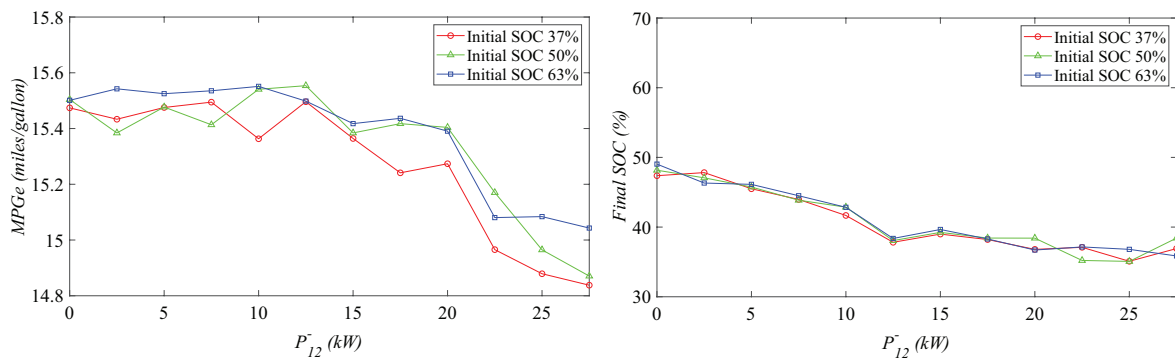 15.8
15.6
15.4
15.2
15
14.8
MPGe (miles/gallon)
Initial SOC 37%
Initial SOC 50%
Initial SOC 63%
0 5 10 15 20 25
P⁻₁₂ (kW)
70
60
50
40
30
Final SOC (%)
Initial SOC 37%
Initial SOC 50%
Initial SOC 63%
0 5 10 15 20 25
P⁻₁₂ (kW)